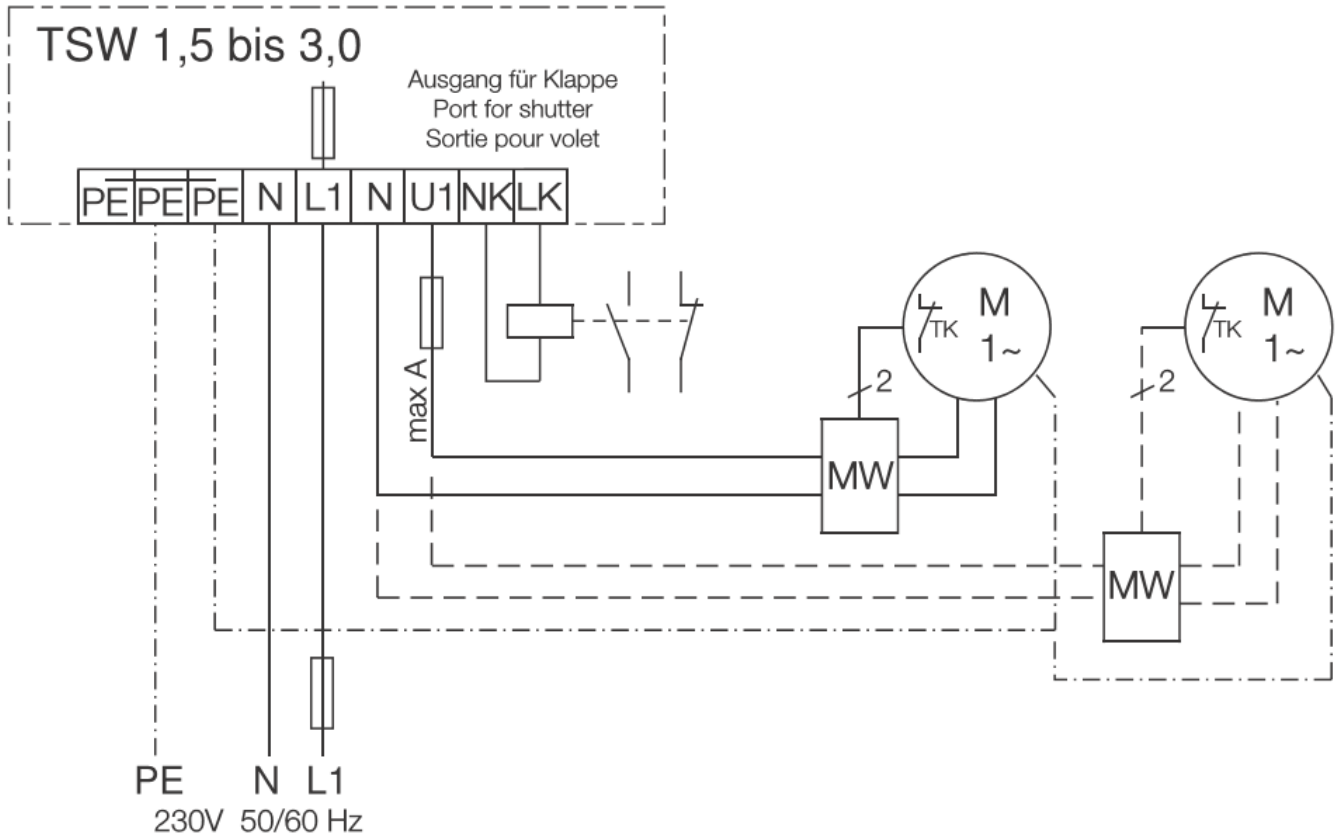 TSW 1,5 bis 3,0
Ausgang für Klappe
Port for shutter
Sortie pour volet
PE PE PE N L1 N U1 NK LK
max A
TK
M
1~
2
MW
TK
M
1~
2
MW
PE N L1
230V 50/60 Hz